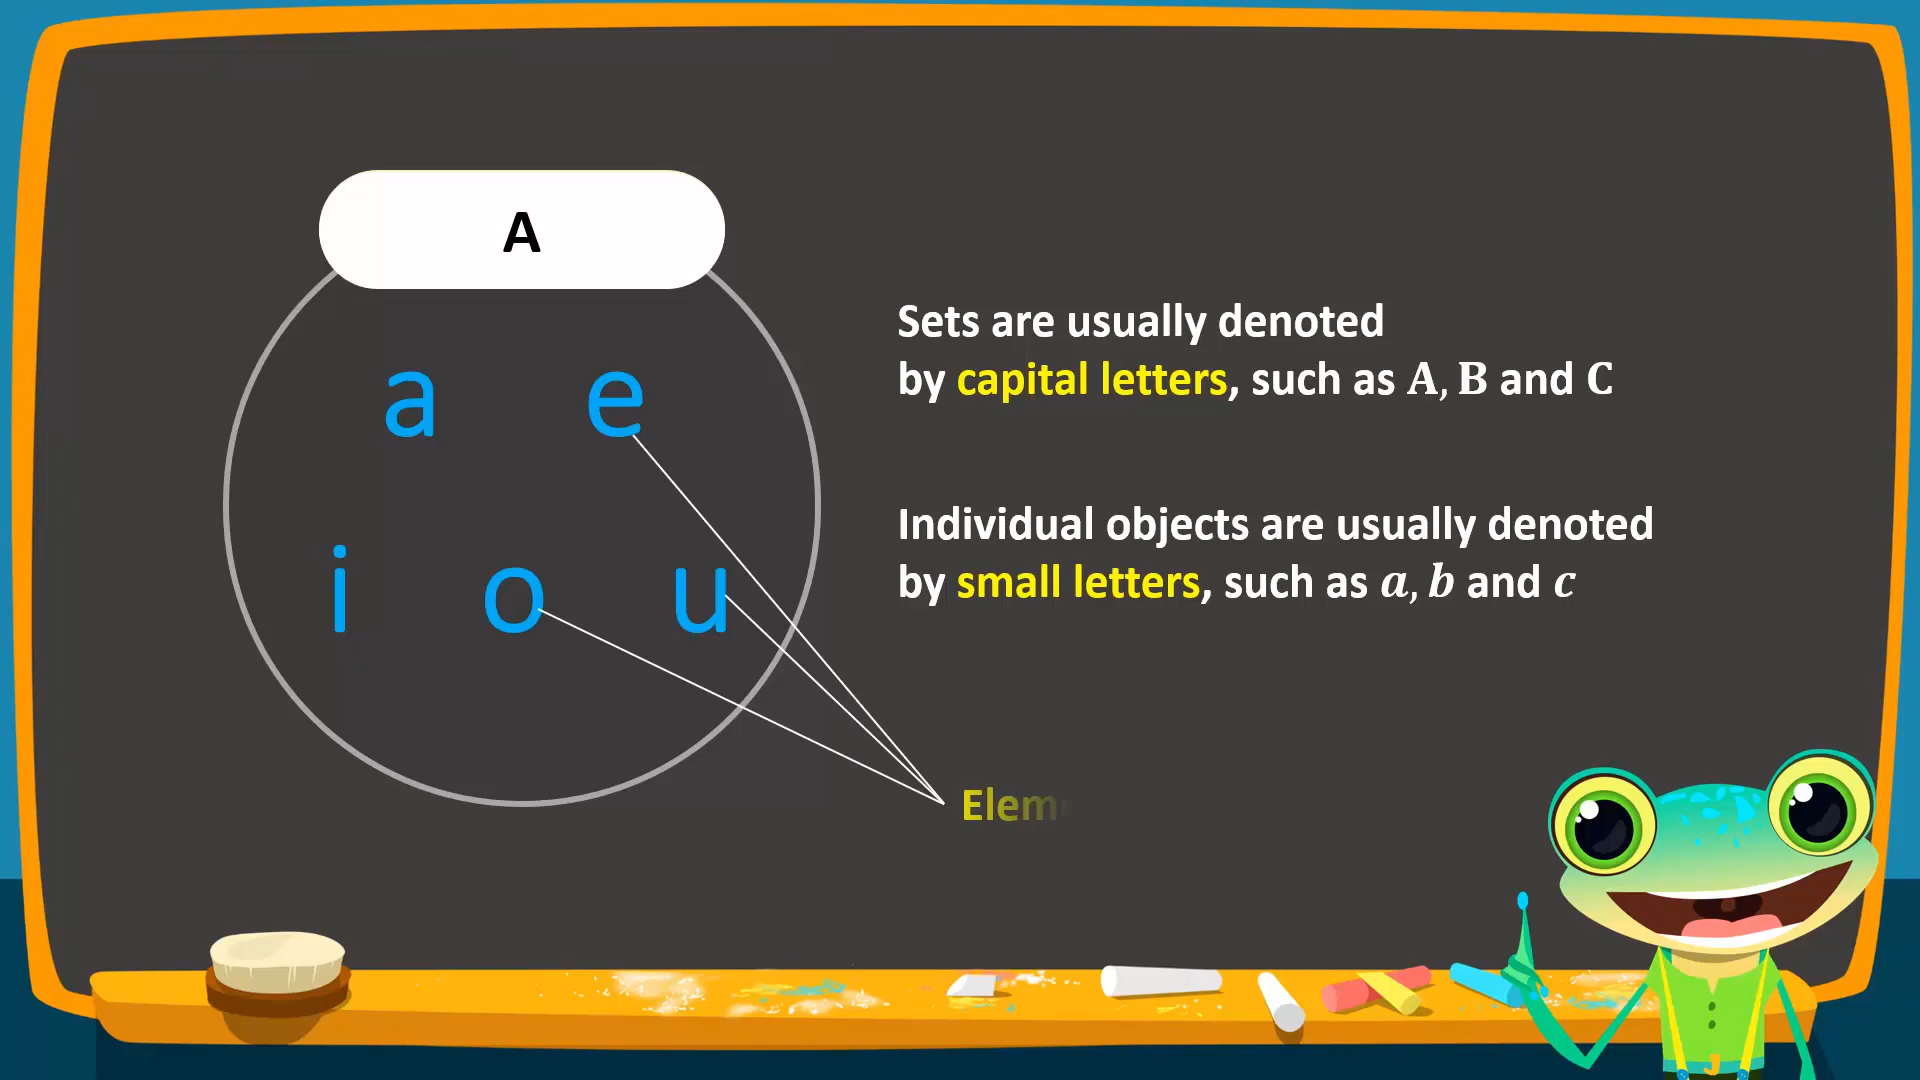 A
a e
i o u
Sets are usually denoted
by capital letters, such as A, B and C
Individual objects are usually denoted
by small letters, such as a, b and c